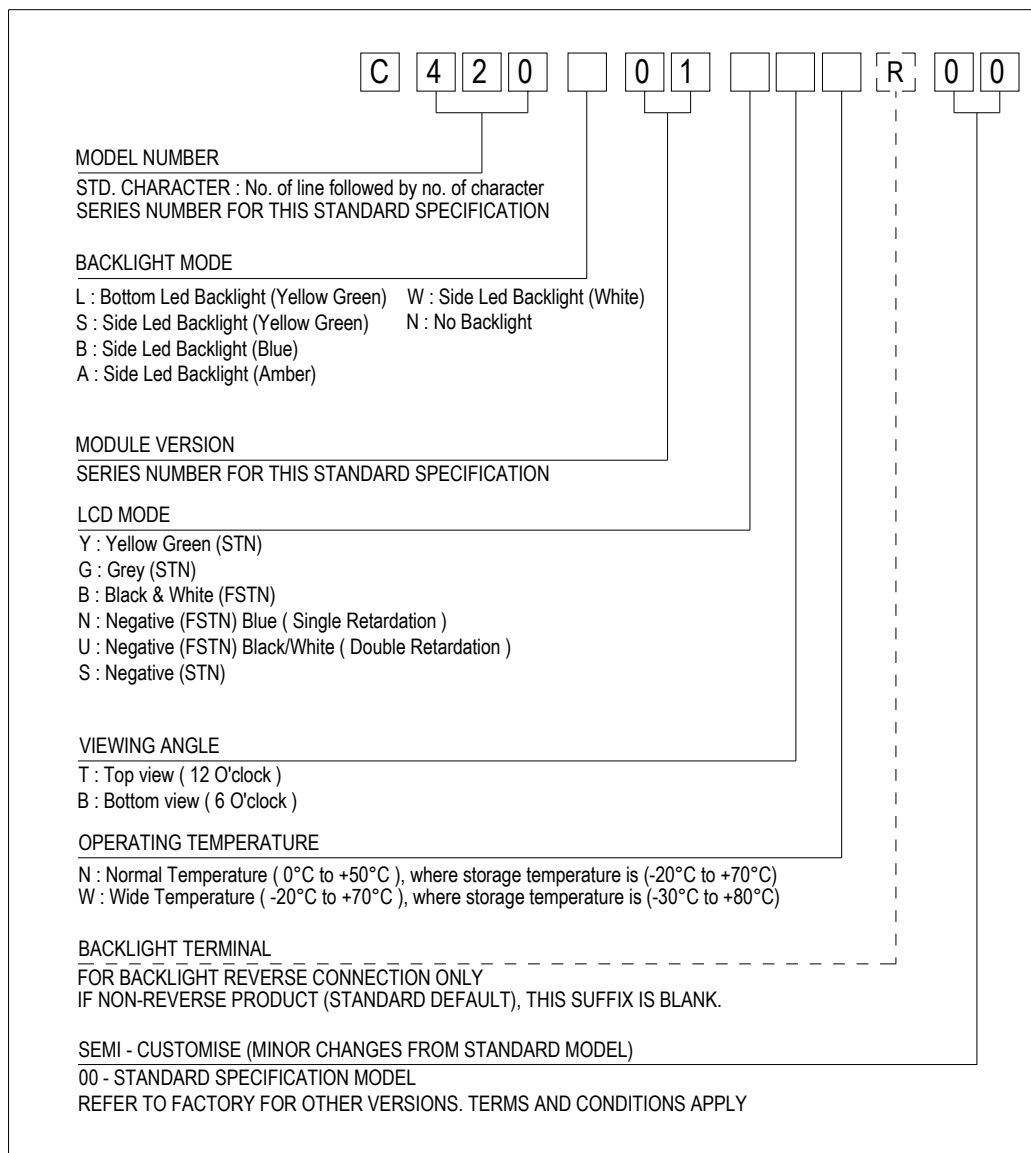 C 4 2 0 0 1 R 0 0
MODEL NUMBER
STD. CHARACTER : No. of line followed by no. of character
SERIES NUMBER FOR THIS STANDARD SPECIFICATION
BACKLIGHT MODE
L : Bottom Led Backlight (Yellow Green) W : Side Led Backlight (White)
S : Side Led Backlight (Yellow Green) N : No Backlight
B : Side Led Backlight (Blue)
A : Side Led Backlight (Amber)
MODULE VERSION
SERIES NUMBER FOR THIS STANDARD SPECIFICATION
LCD MODE
Y : Yellow Green (STN)
G : Grey (STN)
B : Black & White (FSTN)
N : Negative (FSTN) Blue ( Single Retardation )
U : Negative (FSTN) Black/White ( Double Retardation )
S : Negative (STN)
VIEWING ANGLE
T : Top view ( 12 O'clock )
B : Bottom view ( 6 O'clock )
OPERATING TEMPERATURE
N : Normal Temperature ( 0°C to +50°C ), where storage temperature is (-20°C to +70°C)
W : Wide Temperature ( -20°C to +70°C ), where storage temperature is (-30°C to +80°C)
BACKLIGHT TERMINAL
FOR BACKLIGHT REVERSE CONNECTION ONLY
IF NON-REVERSE PRODUCT (STANDARD DEFAULT), THIS SUFFIX IS BLANK.
SEMI - CUSTOMISE (MINOR CHANGES FROM STANDARD MODEL)
00 - STANDARD SPECIFICATION MODEL
REFER TO FACTORY FOR OTHER VERSIONS. TERMS AND CONDITIONS APPLY